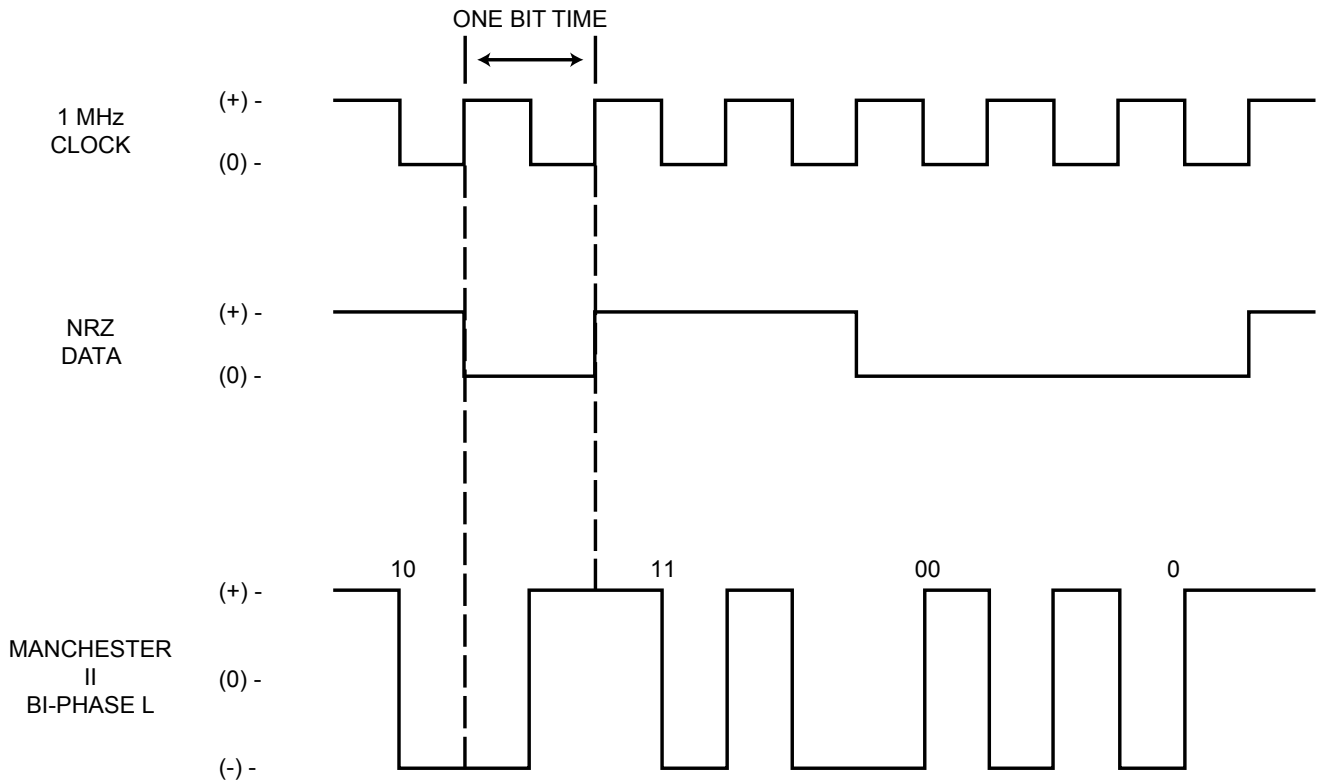 ONE BIT TIME
1 MHz
CLOCK
(+) -
(0) -
NRZ
DATA
(+) -
(0) -
10 11 00 0
MANCHESTER
II
BI-PHASE L
(+) -
(0) -
(-) -